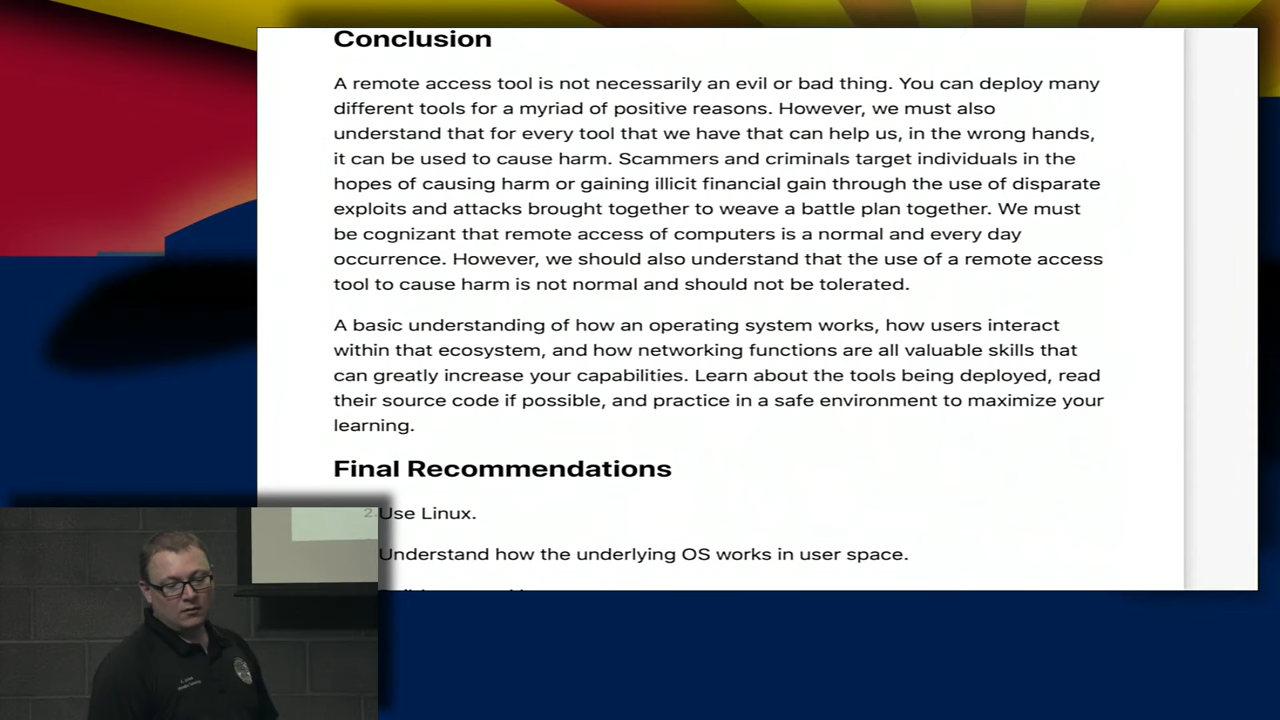 Conclusion
A remote access tool is not necessarily an evil or bad thing. You can deploy many
different tools for a myriad of positive reasons. However, we must also
understand that for every tool that we have that can help us, in the wrong hands,
it can be used to cause harm. Scammers and criminals target individuals in the
hopes of causing harm or gaining illicit financial gain through the use of disparate
exploits and attacks brought together to weave a battle plan together. We must
be cognizant that remote access of computers is a normal and every day
occurrence. However, we should also understand that the use of a remote access
tool to cause harm is not normal and should not be tolerated.
A basic understanding of how an operating system works, how users interact
within that ecosystem, and how networking functions are all valuable skills that
can greatly increase your capabilities. Learn about the tools being deployed, read
their source code if possible, and practice in a safe environment to maximize your
learning.
Final Recommendations
2. Use Linux.
Understand how the underlying OS works in user space.